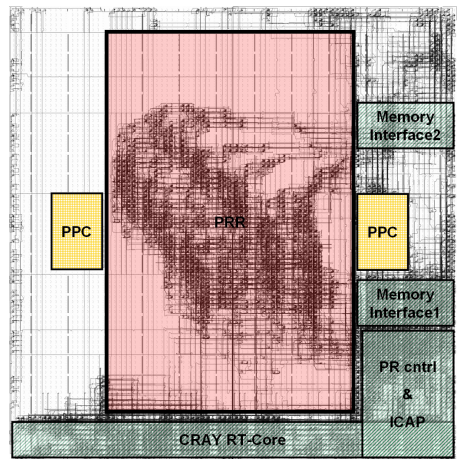 Memory
Interface2
PPC
PRR
PPC
Memory
Interface1
PR cntrl
&
ICAP
CRAY RT-Core